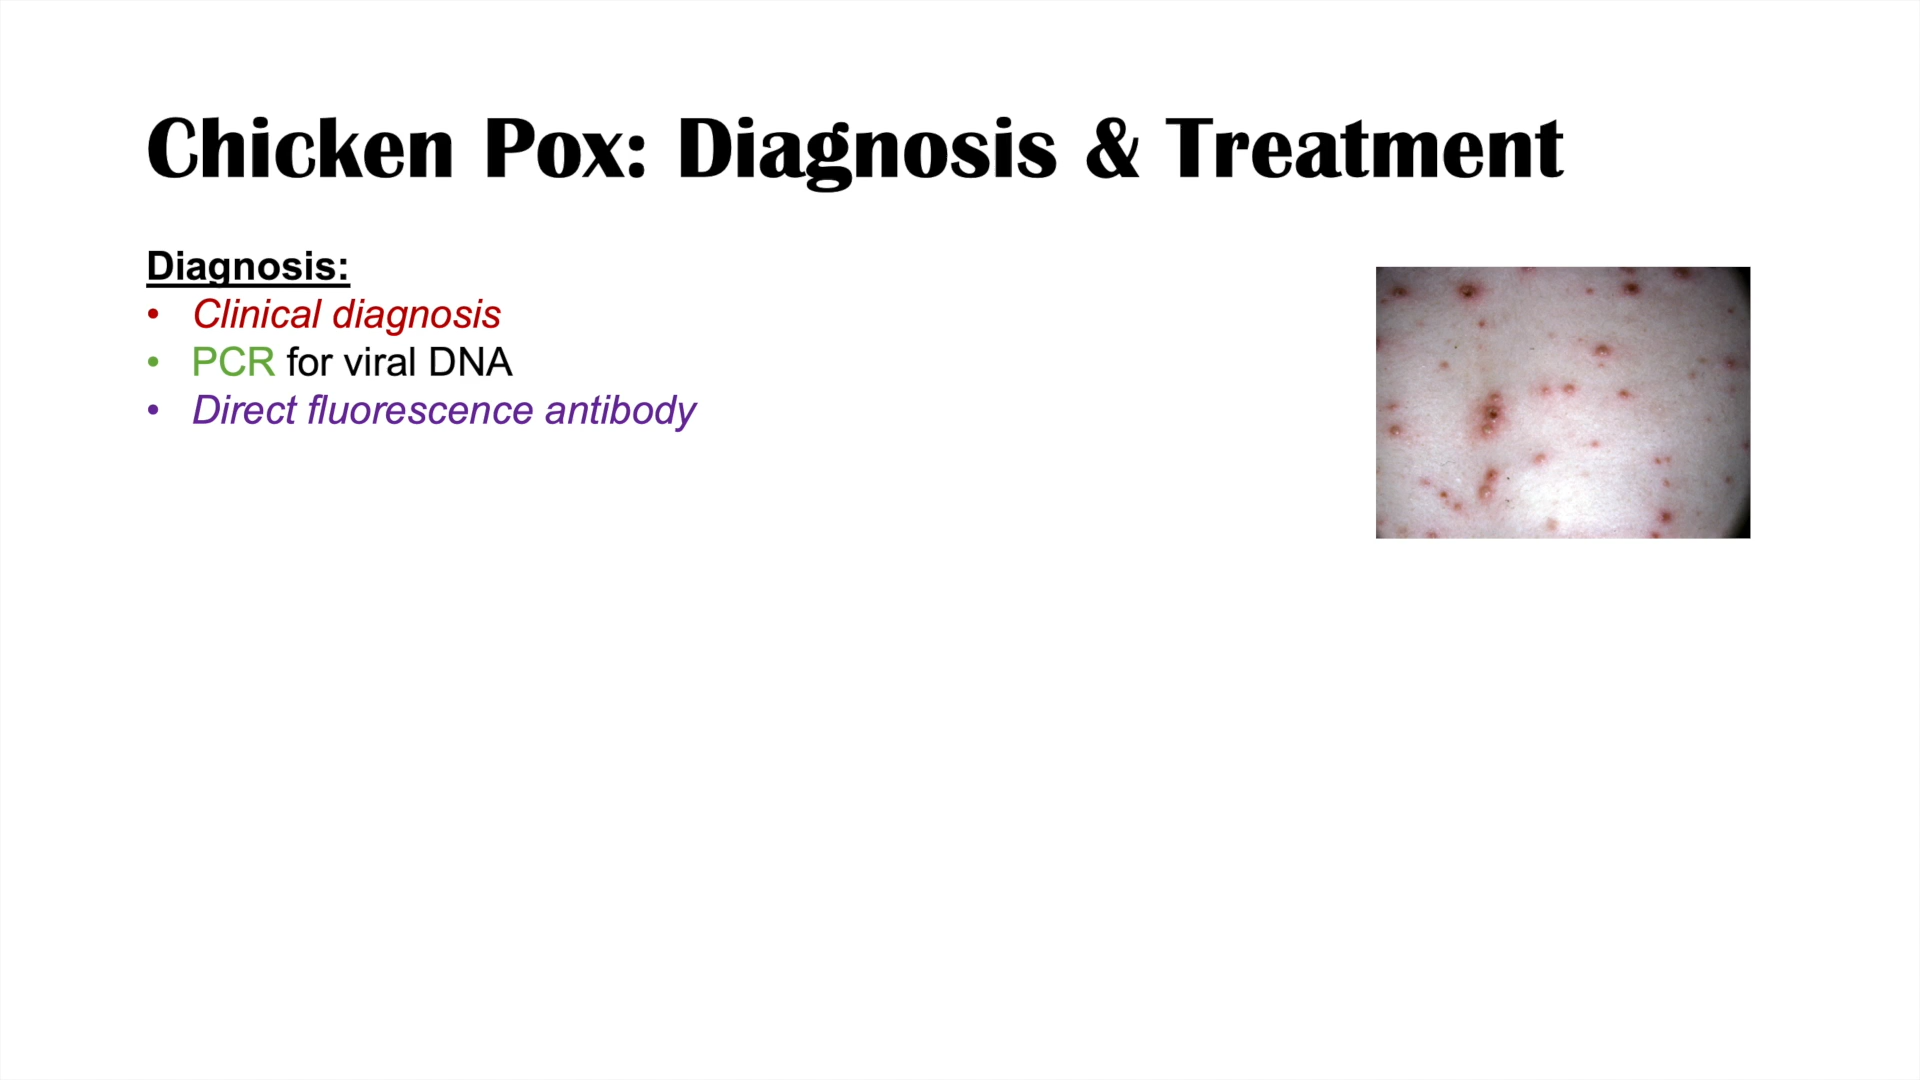 Chicken Pox: Diagnosis & Treatment
Diagnosis:
• Clinical diagnosis
• PCR for viral DNA
• Direct fluorescence antibody